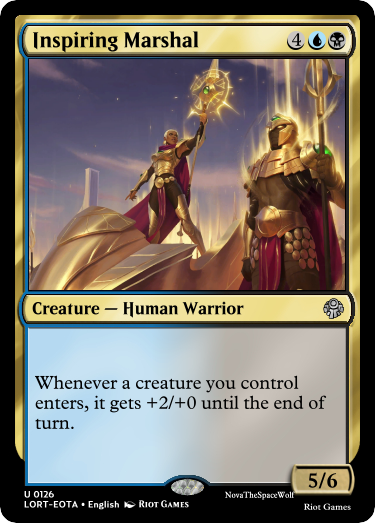 Inspiring Marshal 4
Creature — Human Warrior
Whenever a creature you control
enters, it gets +2/+0 until the end of
turn.
5/6
U 0126
LORT-EOTA • English Riot Games
NovaTheSpaceWolf
Riot Games